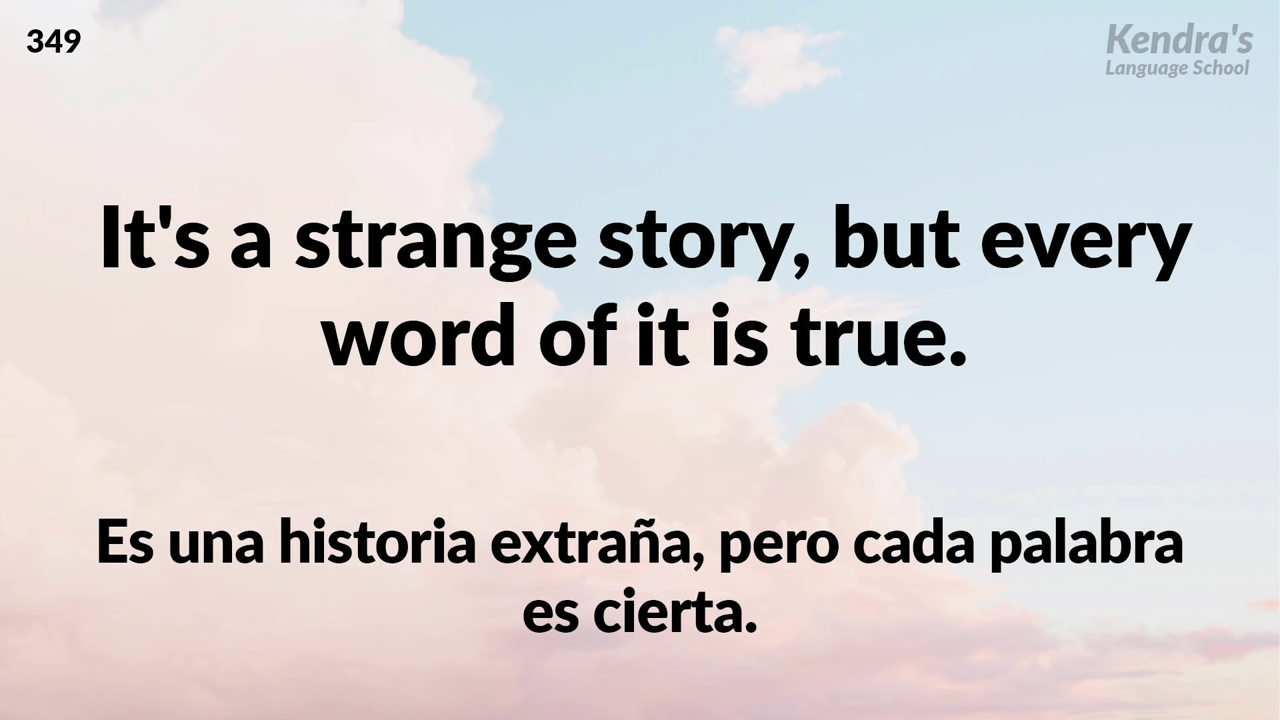 349
Kendra's
Language School
It's a strange story, but every
word of it is true.
Es una historia extraña, pero cada palabra
es cierta.